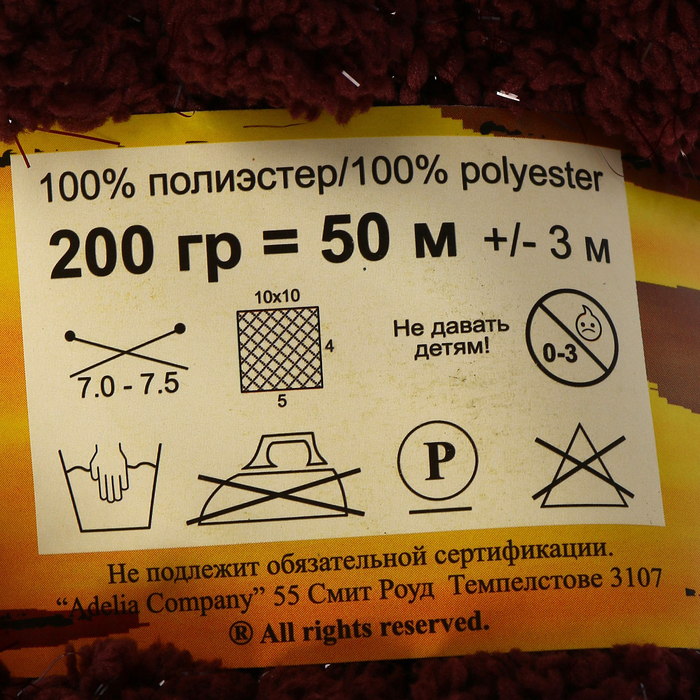 100% полиэстер/100% polyester
200 гр = 50 м +/- 3 м
10x10
4
5
7.0 - 7.5
Не давать
детям!
0-3
P
Не подлежит обязательной сертификации.
“Adelia Company” 55 Смит Роуд Темпелстове 3107
® All rights reserved.